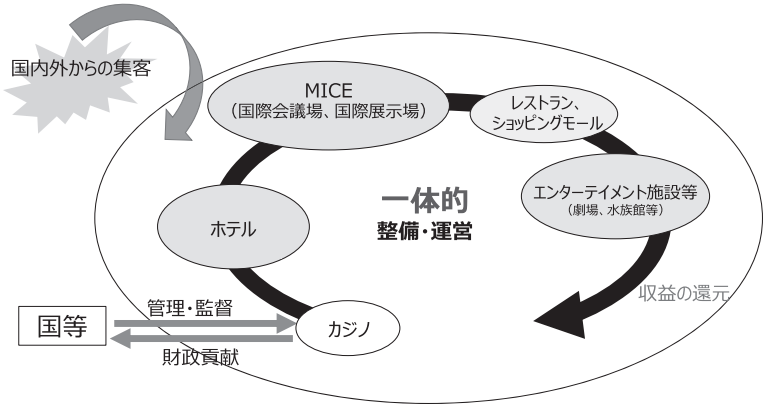 国内外からの集客
MICE
（国際会議場、国際展示場）
レストラン、
ショッピングモール
エンターテイメント施設等
（劇場、水族館等）
ホテル
一体的
整備・運営
収益の還元
国等
管理・監督
財政貢献
カジノ